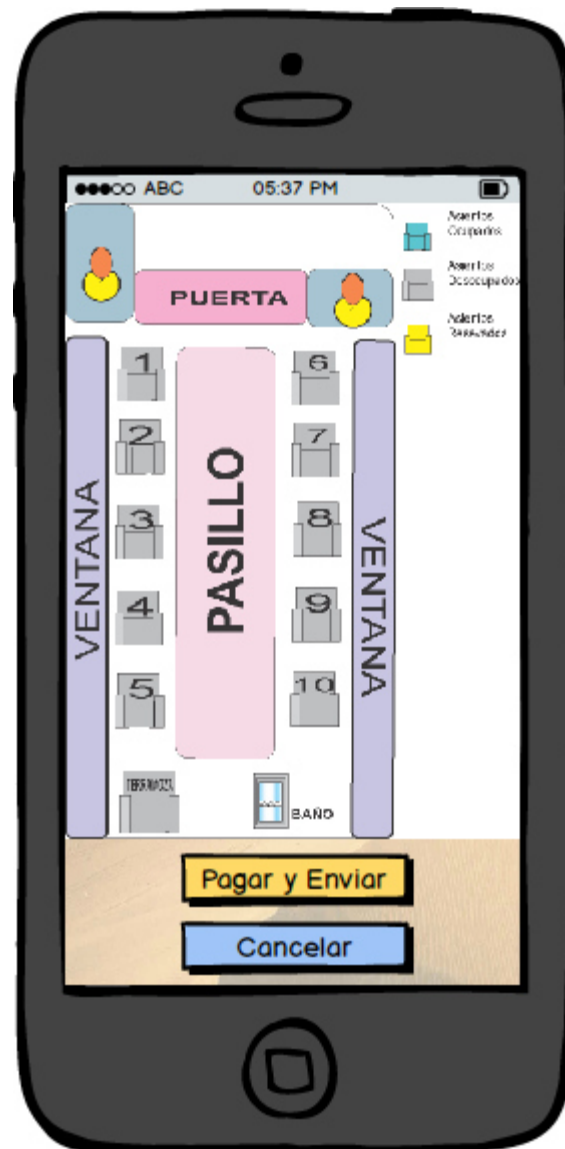 ABC 05:37 PM
Asientos
Ocupados
Asientos
Desocupados
Asientos
PUERTA
1
2
3
4
5
PASILLO
6
7
8
9
10
VENTANA
VENTANA
BAÑO
Pagar y Enviar
Cancelar